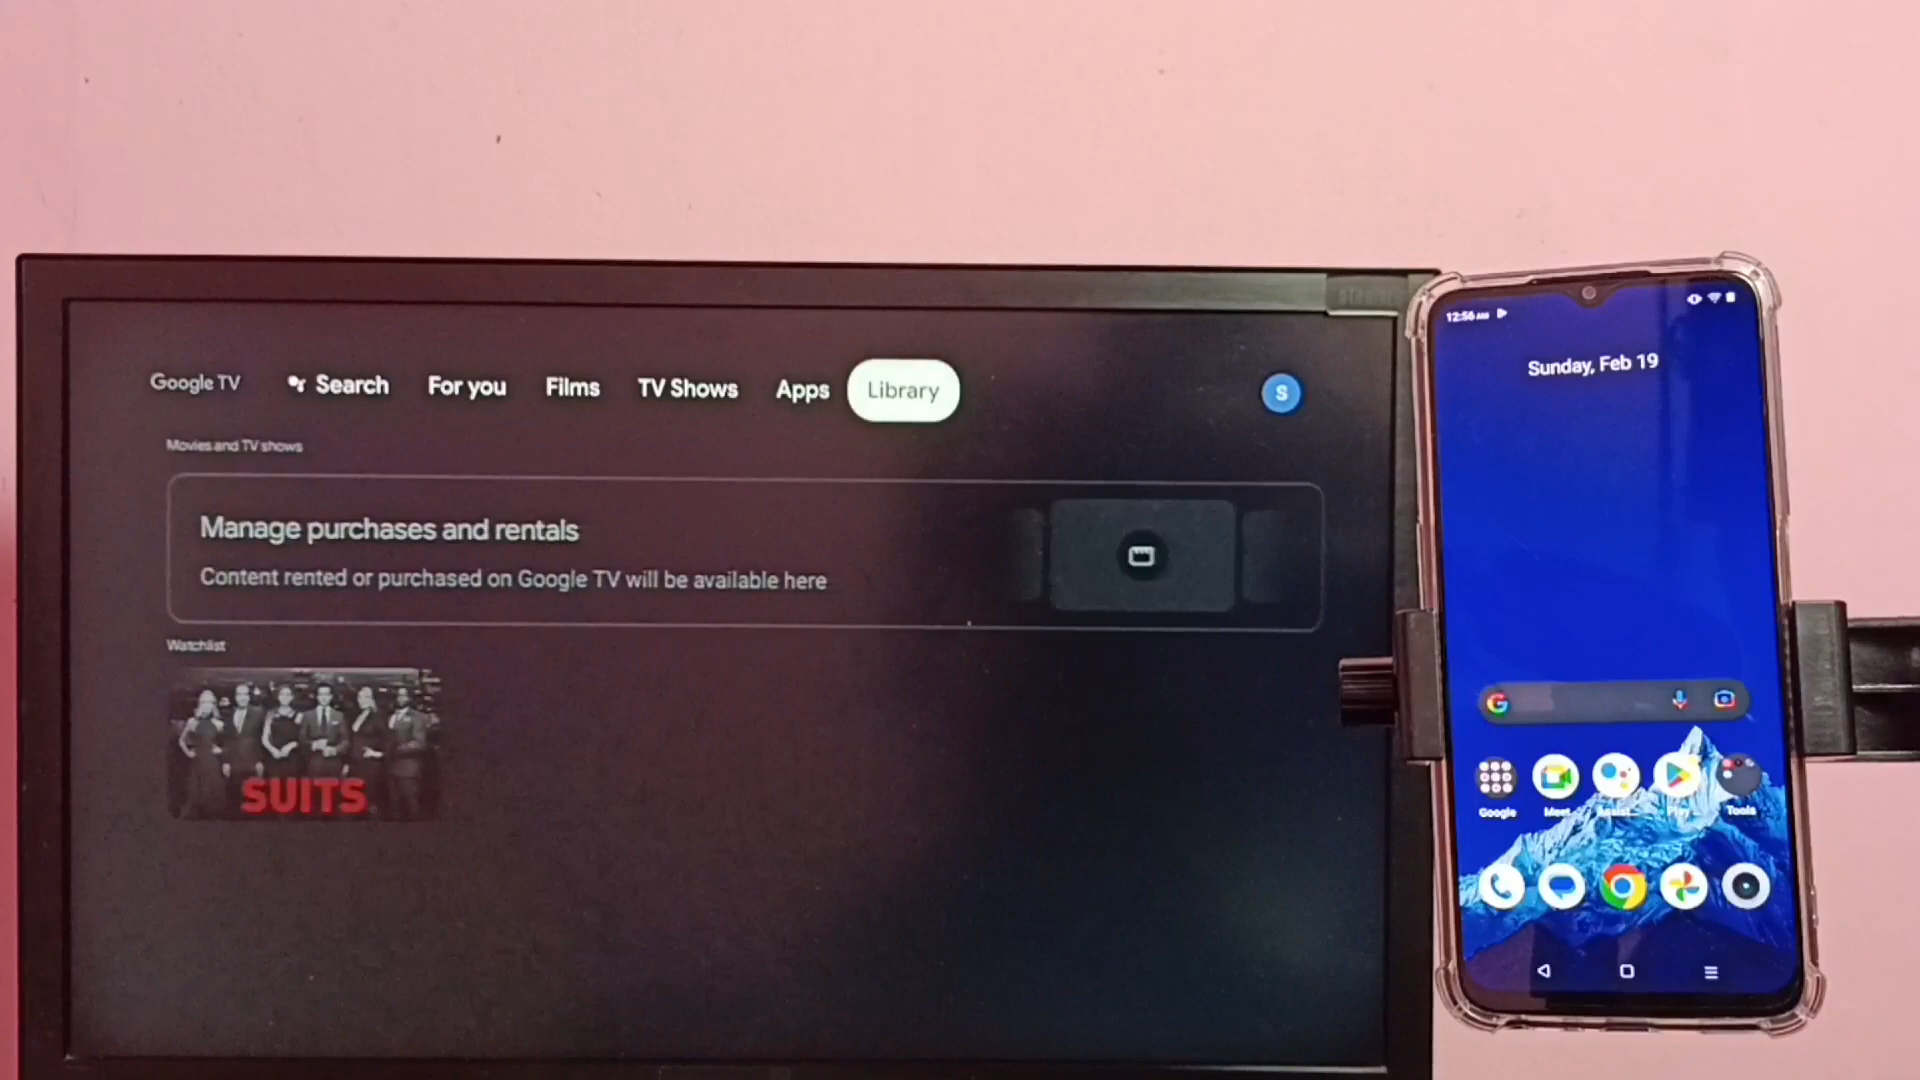 Google TV
Search
For you
Films
TV Shows
Apps
Library
S
Movies and TV shows
Manage purchases and rentals
Content rented or purchased on Google TV will be available here
Watchlist
SUITS
12:56 AM
Sunday, Feb 19
Google
Meet
Play
Tools